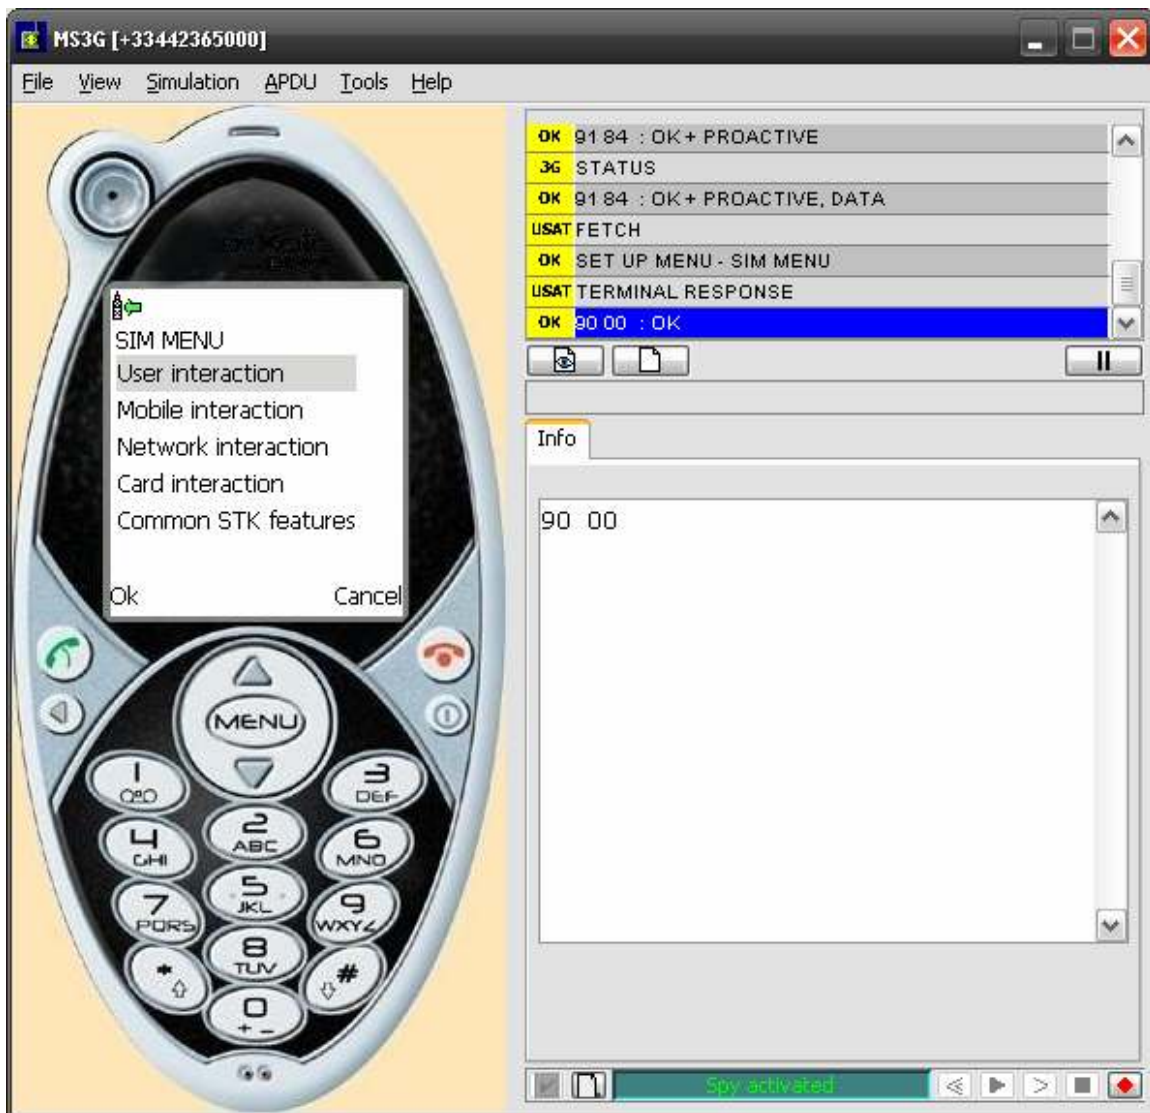 MS3G [+33442365000]
File View Simulation APDU Tools Help
OK 91 84 : OK + PROACTIVE
3G STATUS
OK 91 84 : OK + PROACTIVE, DATA
USAT FETCH
OK SET UP MENU - SIM MENU
USAT TERMINAL RESPONSE
OK 90 00 : OK
Info
90 00
SIM MENU
User interaction
Mobile interaction
Network interaction
Card interaction
Common STK features
Ok Cancel
MENU
1
3 DEF
2 ABC
4 GHI
6 MNO
5 JKL
7 PQRS
9 WXYZ
8 TUV
*
#
0
+ -
Spy activated